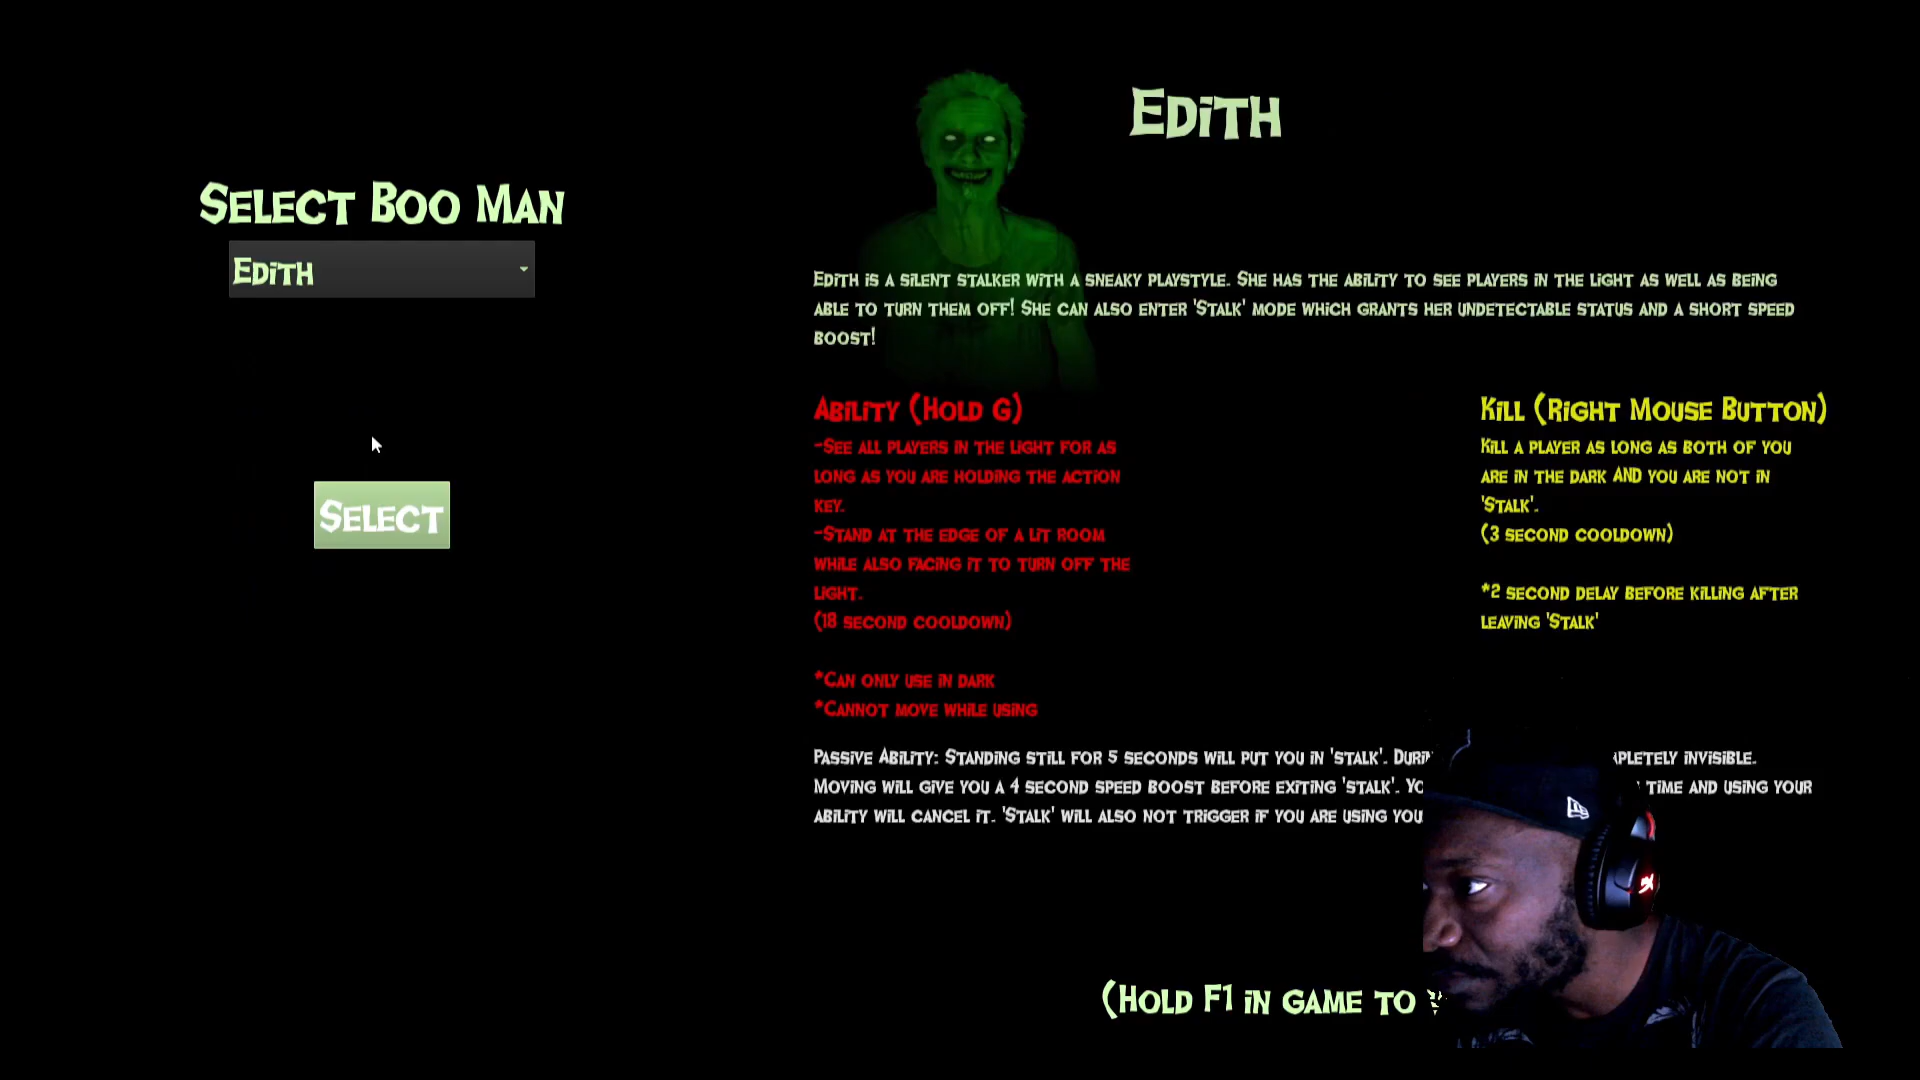 Edith
Select Boo Man
Edith
Edith is a silent stalker with a sneaky playstyle. She has the ability to see players in the light as well as being
able to turn them off! She can also enter 'Stalk' mode which grants her undetectable status and a short speed
boost!
Select
Ability (Hold G)
-See all players in the light for as
long as you are holding the action
key.
-Stand at the edge of a lit room
while also facing it to turn off the
light.
(18 second cooldown)
*Can only use in dark
*Cannot move while using
Kill (Right Mouse Button)
Kill a player as long as both of you
are in the dark AND you are not in
'Stalk'.
(3 second cooldown)
*2 second delay before killing after
leaving 'Stalk'
Passive Ability: Standing still for 5 seconds will put you in 'stalk'. invisible.
Moving will give you a 4 second speed boost before exiting 'stalk'. time and using your
ability will cancel it. 'Stalk' will also not trigger if you are using
(Hold F1 in game to